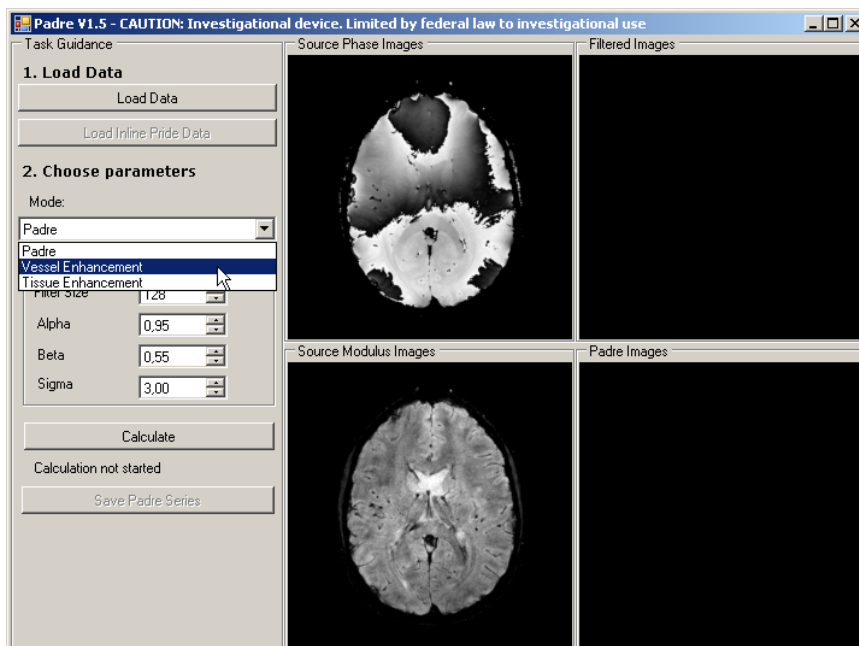 Padre V1.5 - CAUTION: Investigational device. Limited by federal law to investigational use
Task Guidance
1. Load Data
Load Data
Load Inline Pride Data
2. Choose parameters
Mode:
Padre
Padre
Vessel Enhancement
Tissue Enhancement
Filter Size
128
Alpha
0,95
Beta
0,55
Sigma
3,00
Calculate
Calculation not started
Save Padre Series
Source Phase Images
Filtered Images
Source Modulus Images
Padre Images